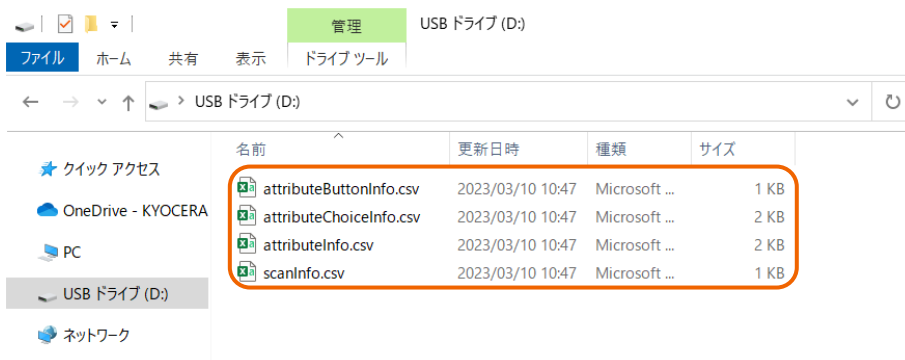 管理
USB ドライブ (D:)
ファイル ホーム 共有 表示 ドライブ ツール
USB ドライブ (D:)
名前 更新日時 種類 サイズ
クイック アクセス
OneDrive - KYOCERA
PC
USB ドライブ (D:)
ネットワーク
attributeButtonInfo.csv 2023/03/10 10:47 Microsoft ... 1 KB
attributeChoiceInfo.csv 2023/03/10 10:47 Microsoft ... 2 KB
attributeInfo.csv 2023/03/10 10:47 Microsoft ... 2 KB
scanInfo.csv 2023/03/10 10:47 Microsoft ... 1 KB